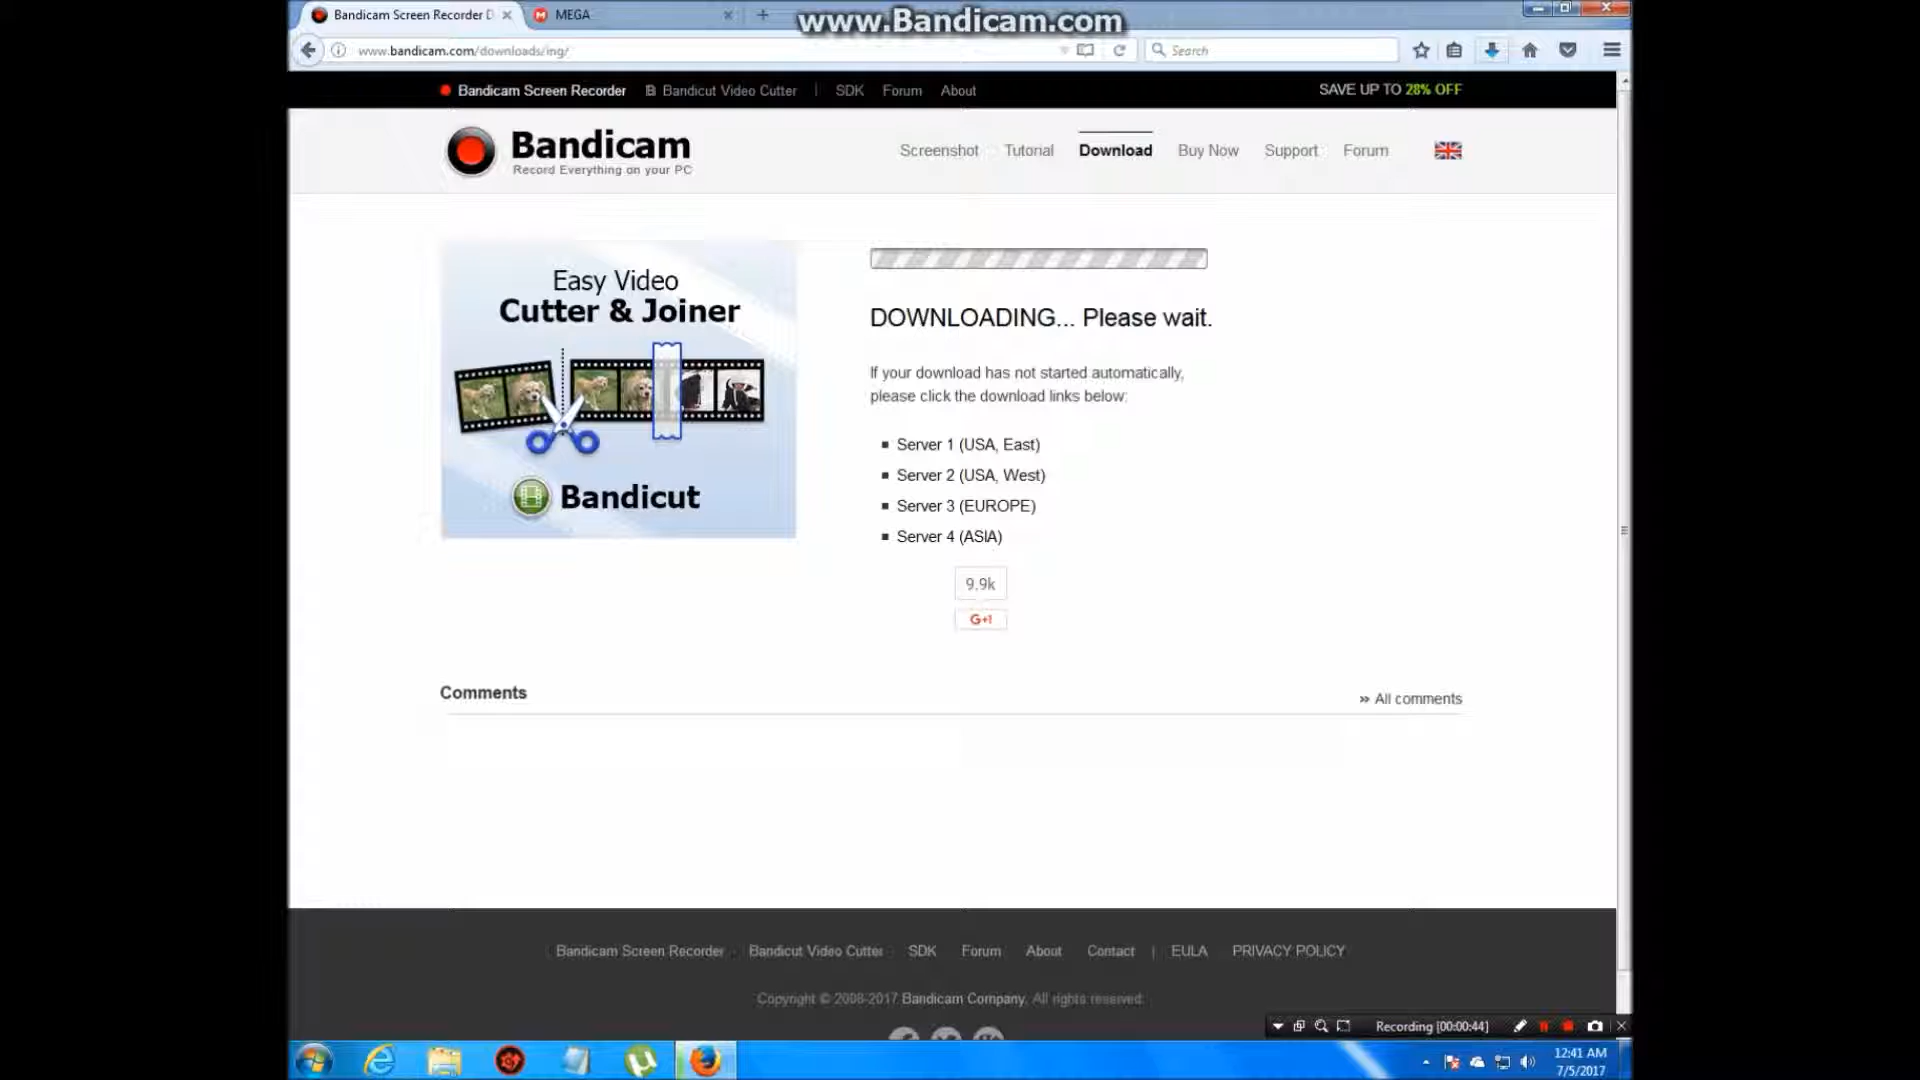 Bandicam Screen Recorder D
MEGA
www.Bandicam.com
www.bandicam.com/downloads/ing/
Search
Bandicam Screen Recorder
Bandicut Video Cutter
SDK
Forum
About
SAVE UP TO 28% OFF
Bandicam
Record Everything on your PC
Screenshot
Tutorial
Download
Buy Now
Support
Forum
Easy Video
Cutter & Joiner
Bandicut
DOWNLOADING... Please wait.
If your download has not started automatically,
please click the download links below:
Server 1 (USA, East)
Server 2 (USA, West)
Server 3 (EUROPE)
Server 4 (ASIA)
9.9k
G+1
Comments
» All comments
Bandicam Screen Recorder
Bandicut Video Cutter
SDK
Forum
About
Contact
|
EULA
PRIVACY POLICY
Copyright © 2008-2017 Bandicam Company. All rights reserved.
Recording [00:00:44]
12:41 AM
7/5/2017